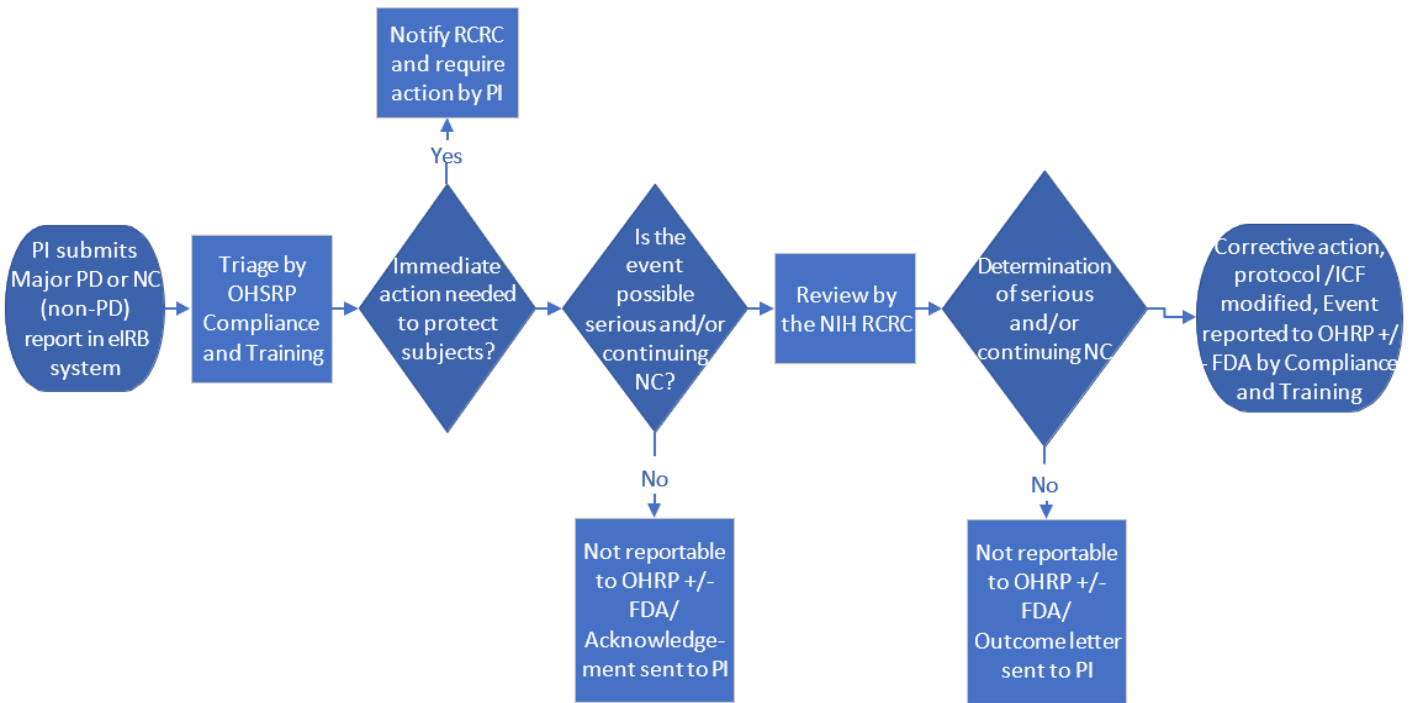 Notify RCRC
and require
action by PI
Yes
PI submits
Major PD or NC
(non-PD)
report in eIRB
system
Triage by
OHSRP
Compliance
and Training
Immediate
action needed
to protect
subjects?
Is the
event
possible
serious and/or
continuing
NC?
Review by
the NIH RCRC
Determination
of serious
and/or
continuing NC
Corrective action,
protocol /ICF
modified, Event
reported to OHRP +/
- FDA by Compliance
and Training
No
Not reportable
to OHRP +/-
FDA/
Acknowledge-
ment sent to PI
No
Not reportable
to OHRP +/-
FDA/
Outcome letter
sent to PI